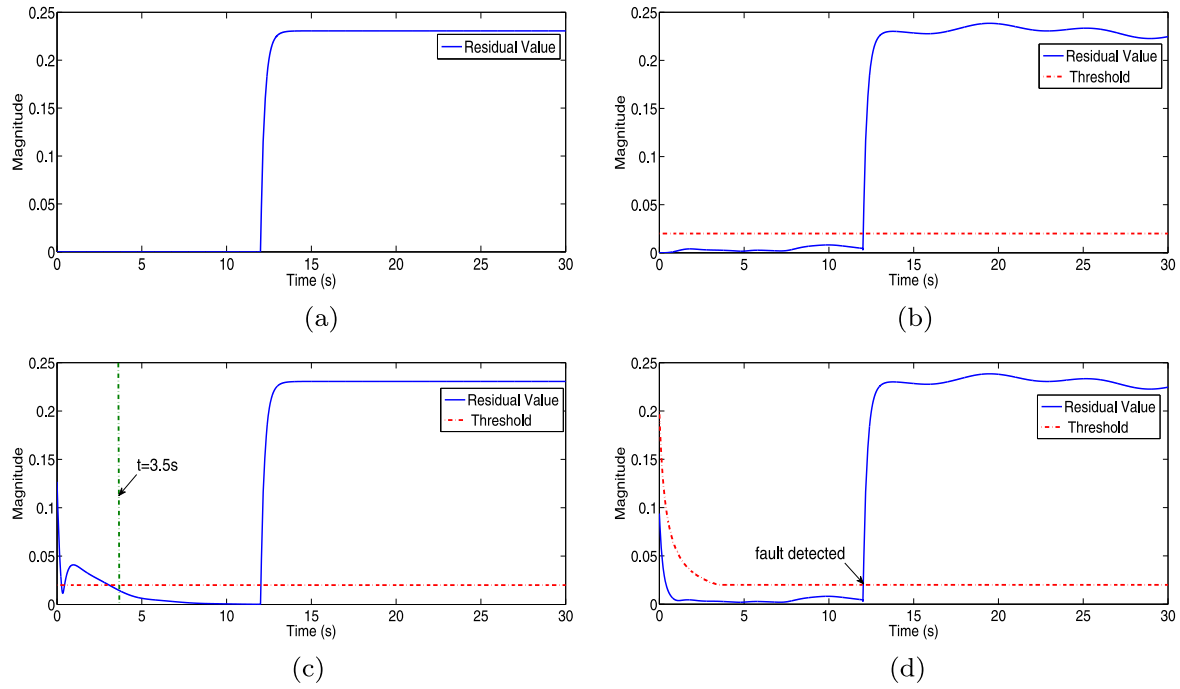 0.25
0.2
0.15
0.1
0.05
0
Magnitude
0 5 10 15 20 25 30
Time (s)
Residual Value
(a)
0.25
0.2
0.15
0.1
0.05
0
Magnitude
0 5 10 15 20 25 30
Time (s)
Residual Value
Threshold
(b)
0.25
0.2
0.15
0.1
0.05
0
Magnitude
0 5 10 15 20 25 30
Time (s)
Residual Value
Threshold
t=3.5s
(c)
0.25
0.2
0.15
0.1
0.05
0
Magnitude
0 5 10 15 20 25 30
Time (s)
Residual Value
Threshold
fault detected
(d)